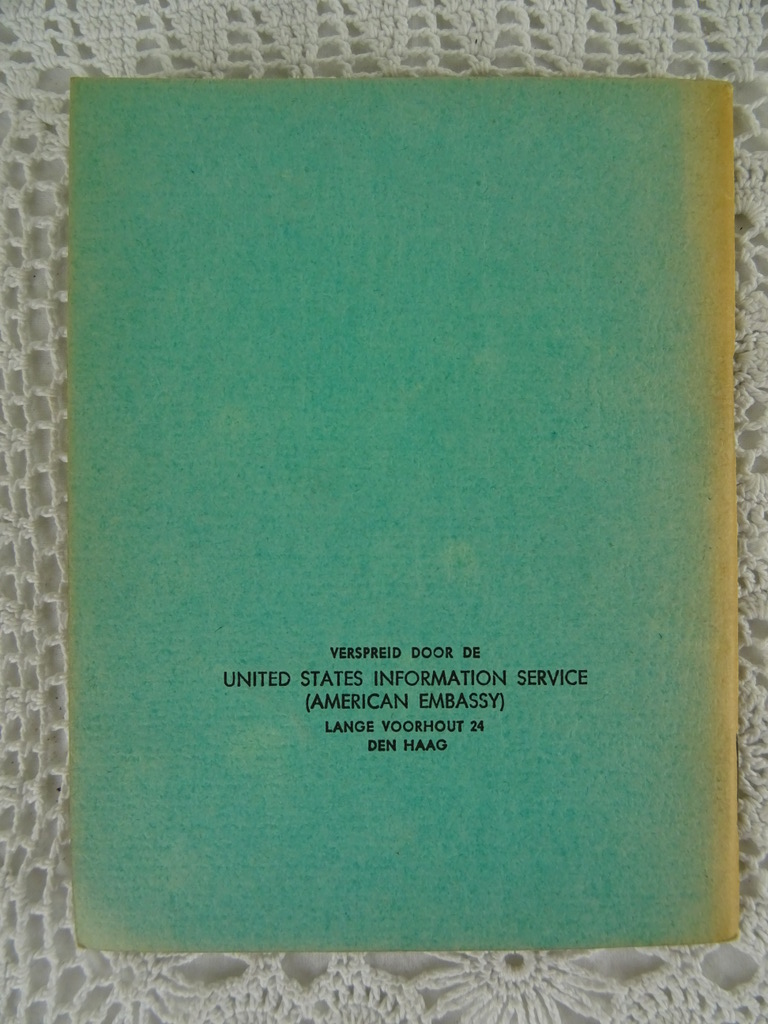 VERSPREID DOOR DE
UNITED STATES INFORMATION SERVICE
(AMERICAN EMBASSY)
LANGE VOORHOUT 24
DEN HAAG